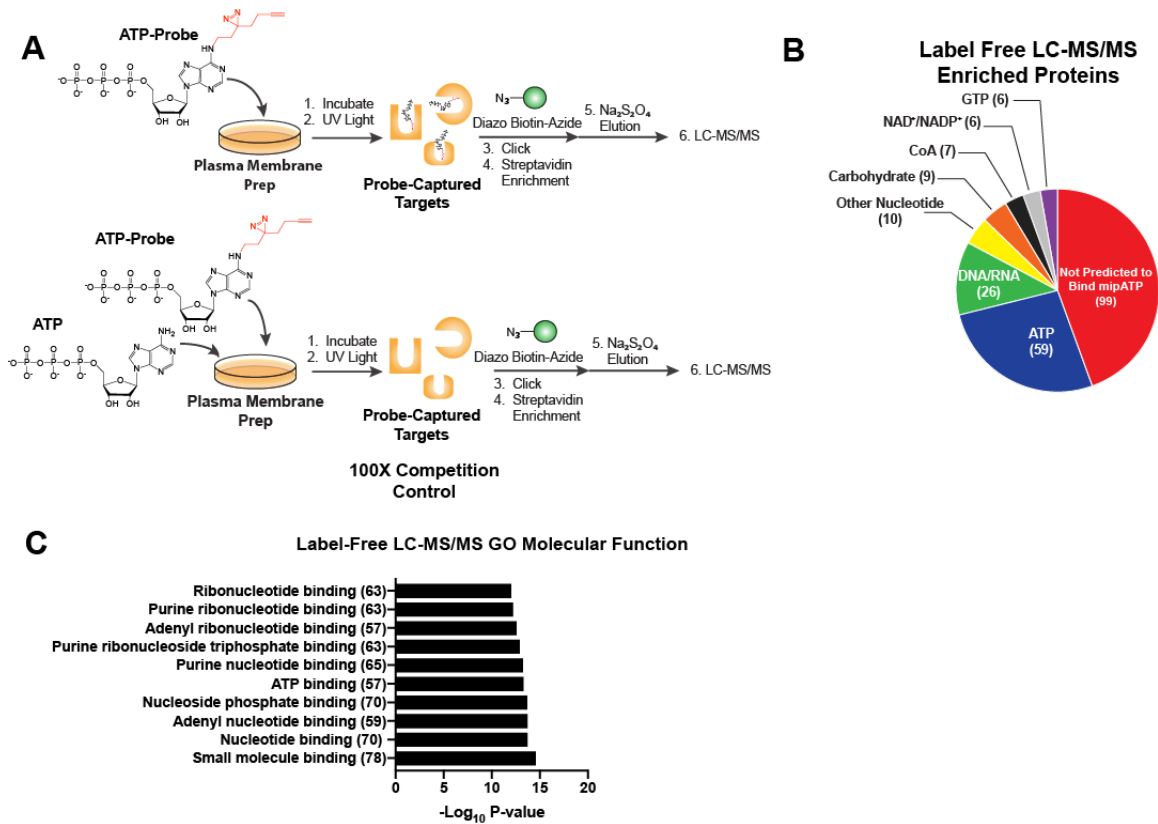 A
ATP-Probe
N=N
HN
N
N
N
N
⁻O-P-O-P-O-P-O
O O O
O⁻ O⁻ O⁻
O
OH OH
Plasma Membrane
Prep
1. Incubate
2. UV Light
Probe-Captured
Targets
N₃
Diazo Biotin-Azide
3. Click
4. Streptavidin
Enrichment
5. Na₂S₂O₄
Elution
6. LC-MS/MS
ATP-Probe
N=N
HN
N
N
N
N
⁻O-P-O-P-O-P-O
O O O
O⁻ O⁻ O⁻
O
OH OH
ATP
NH₂
N
N
N
N
⁻O-P-O-P-O-P-O
O O O
O⁻ O⁻ O⁻
O
OH OH
Plasma Membrane
Prep
1. Incubate
2. UV Light
Probe-Captured
Targets
N₃
Diazo Biotin-Azide
3. Click
4. Streptavidin
Enrichment
5. Na₂S₂O₄
Elution
6. LC-MS/MS
100X Competition
Control
B
Label Free LC-MS/MS
Enriched Proteins
GTP (6)
NAD⁺/NADP⁺ (6)
CoA (7)
Carbohydrate (9)
Other Nucleotide
(10)
DNA/RNA
(26)
ATP
(59)
Not Predicted to
Bind mipATP
(99)
C
Label-Free LC-MS/MS GO Molecular Function
Ribonucleotide binding (63)
Purine ribonucleotide binding (63)
Adenyl ribonucleotide binding (57)
Purine ribonucleoside triphosphate binding (63)
Purine nucleotide binding (65)
ATP binding (57)
Nucleoside phosphate binding (70)
Adenyl nucleotide binding (59)
Nucleotide binding (70)
Small molecule binding (78)
0 5 10 15 20
-Log₁₀ P-value